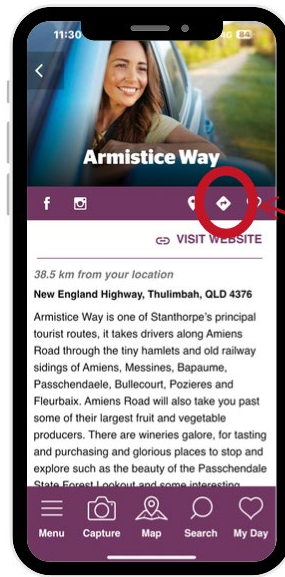 11:30
84
Armistice Way
VISIT WEBSITE
38.5 km from your location
New England Highway, Thulimbah, QLD 4376
Armistice Way is one of Stanthorpe's principal
tourist routes, it takes drivers along Amiens
Road through the tiny hamlets and old railway
sidings of Amiens, Messines, Bapaume,
Passchendaele, Bullecourt, Pozieres and
Fleurbaix. Amiens Road will also take you past
some of their largest fruit and vegetable
producers. There are wineries galore, for tasting
and purchasing and glorious places to stop and
explore such as the beauty of the Passchendale
State Forest Lookout and some interesting
Menu Capture Map Search My Day